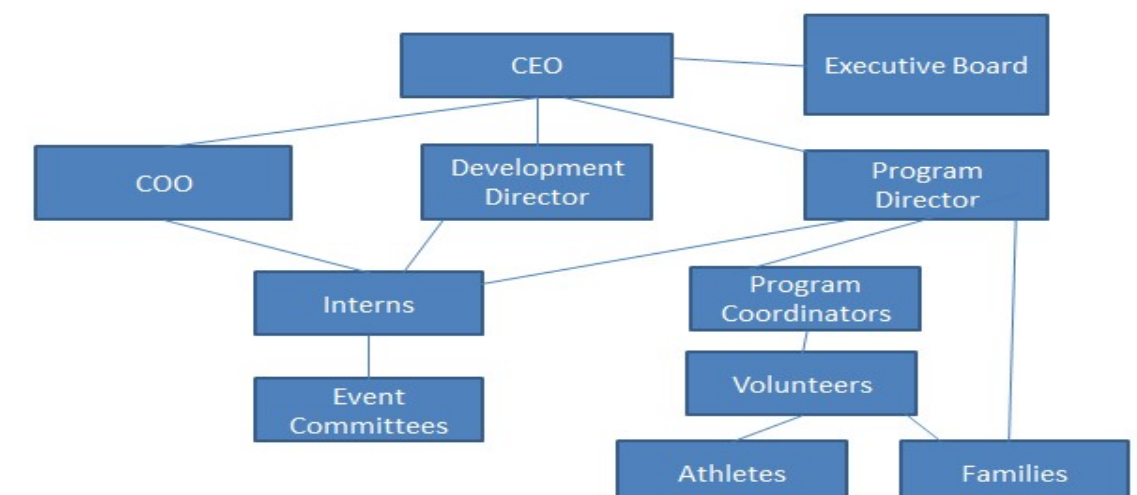 CEO
Executive Board
COO
Development
Director
Program
Director
Interns
Program
Coordinators
Event
Committees
Volunteers
Athletes
Families